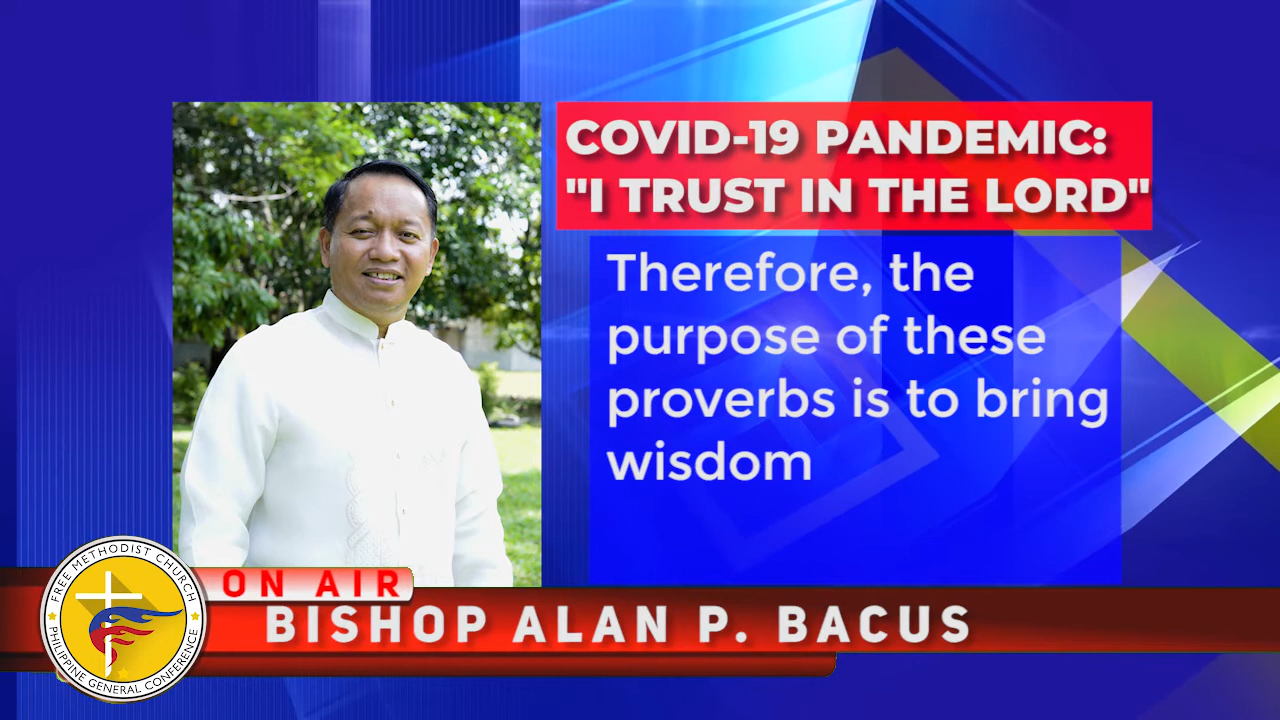 COVID-19 PANDEMIC:
"I TRUST IN THE LORD"
Therefore, the
purpose of these
proverbs is to bring
wisdom
ON AIR
BISHOP ALAN P. BACUS
FREE METHODIST CHURCH
PHILIPPINE GENERAL CONFERENCE